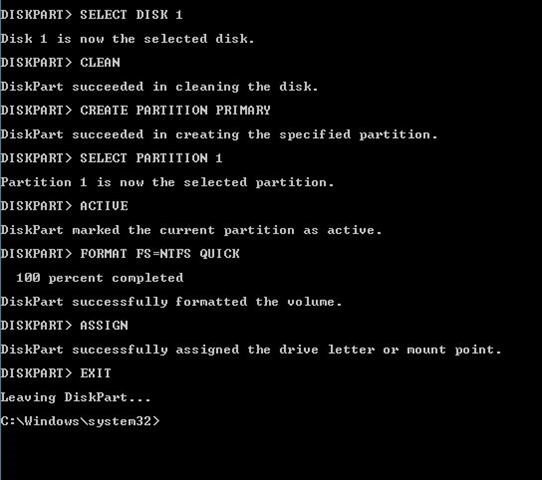 DISKPART> SELECT DISK 1
Disk 1 is now the selected disk.
DISKPART> CLEAN
DiskPart succeeded in cleaning the disk.
DISKPART> CREATE PARTITION PRIMARY
DiskPart succeeded in creating the specified partition.
DISKPART> SELECT PARTITION 1
Partition 1 is now the selected partition.
DISKPART> ACTIVE
DiskPart marked the current partition as active.
DISKPART> FORMAT FS=NTFS QUICK
100 percent completed
DiskPart successfully formatted the volume.
DISKPART> ASSIGN
DiskPart successfully assigned the drive letter or mount point.
DISKPART> EXIT
Leaving DiskPart...
C:\Windows\system32>